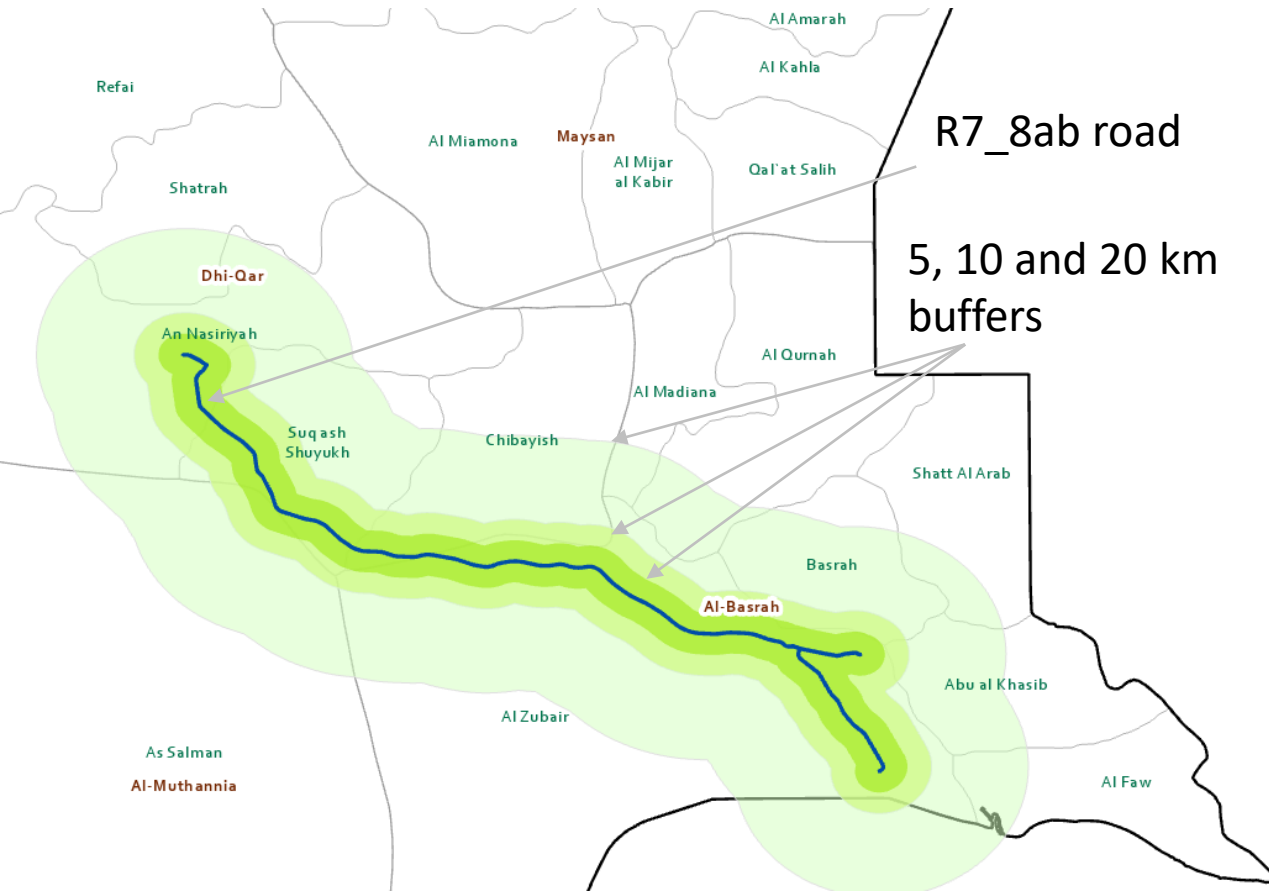 Al Amarah
Al Kahla
Refai
R7_8ab road
Al Miamona
Maysan
Al Mijar
al Kabir
Qal'at Salih
Shatrah
5, 10 and 20 km
buffers
Dhi-Qar
An Nasiriyah
Al Qurnah
Al Madiana
Suq ash
Shuyukh
Chibayish
Shatt Al Arab
Basrah
Al-Basrah
Abu al Khasib
Al Zubair
As Salman
Al-Muthannia
Al Faw